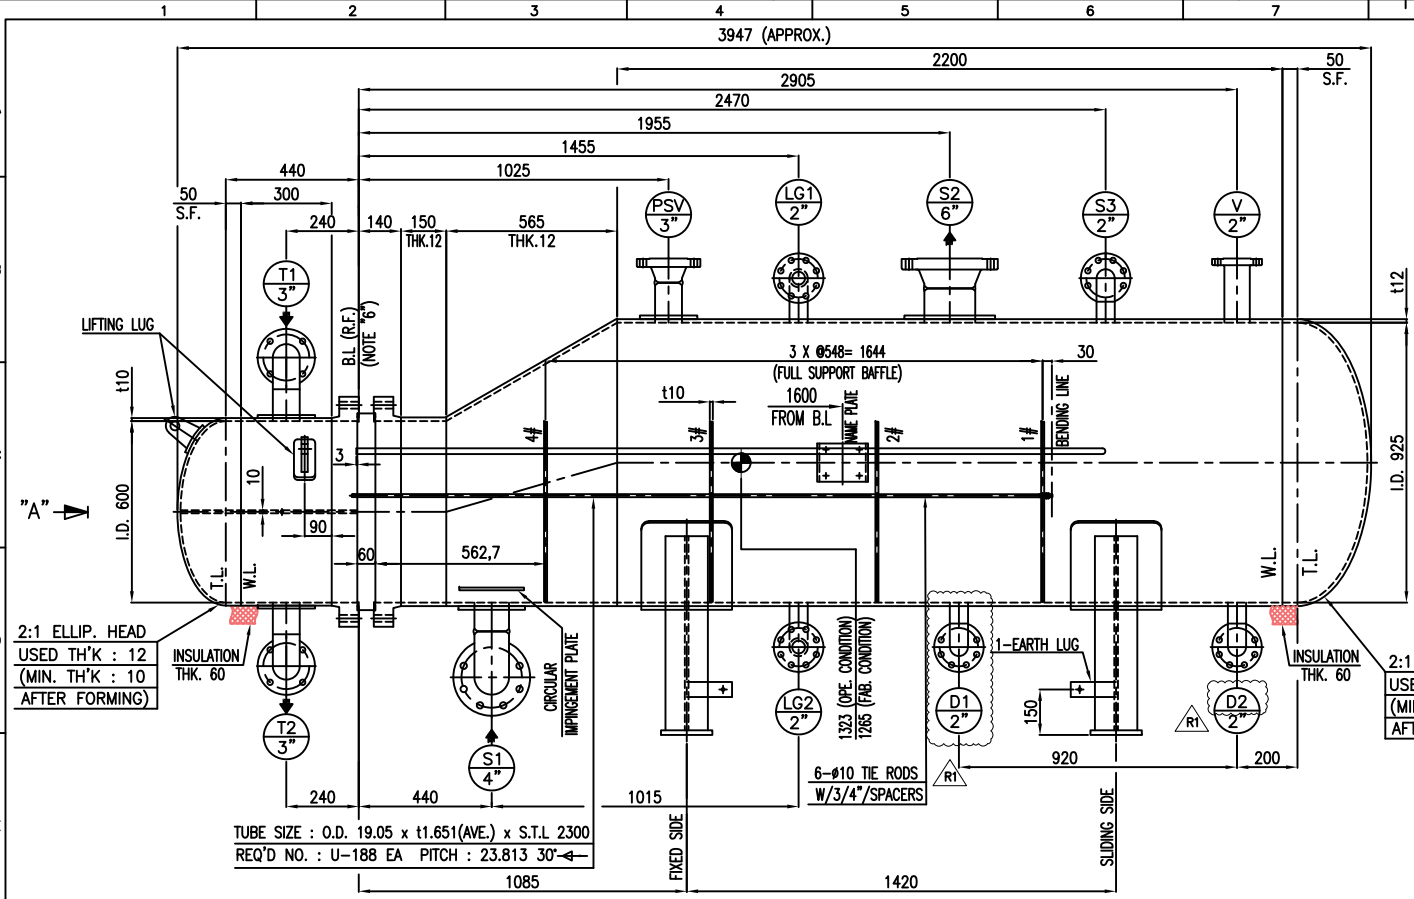 1 2 3 4 5 6 7
3947 (APPROX.)
2200 50
S.F.
2905
2470
1955
1455
440 1025
50 300
S.F.
240 140 150 565
THK.12 THK.12
PSV
3"
LG1
2"
S2
6"
S3
2"
V
2"
T1
3"
LIFTING LUG
B.L (R.F.)
(NOTE "6")
t12
3 X @548= 1644 30
(FULL SUPPORT BAFFLE)
t10
t10
1600
FROM B.L
NAME PLATE
BENDING LINE
4# 3# 2# 1#
3
10
"A"
I.D. 600
I.D. 925
90
60 562,7
T.L.
W.L.
W.L.
T.L.
2:1 ELLIP. HEAD
USED TH'K : 12
(MIN. TH'K : 10
AFTER FORMING)
INSULATION
THK. 60
CIRCULAR
IMPINGEMENT PLATE
1323 (OPE. CONDITION)
1265 (FAB. CONDITION)
1-EARTH LUG
150
INSULATION
THK. 60
2:1
USE
(MI
AFT
T2
3"
S1
4"
LG2
2"
D1
2"
D2
2"
R1
R1
920 200
6-ø10 TIE RODS
W/3/4"/SPACERS
240 440 1015
TUBE SIZE : O.D. 19.05 x t1.651(AVE.) x S.T.L 2300
REQ'D NO. : U-188 EA PITCH : 23.813 30°
FIXED SIDE
SLIDING SIDE
1085 1420